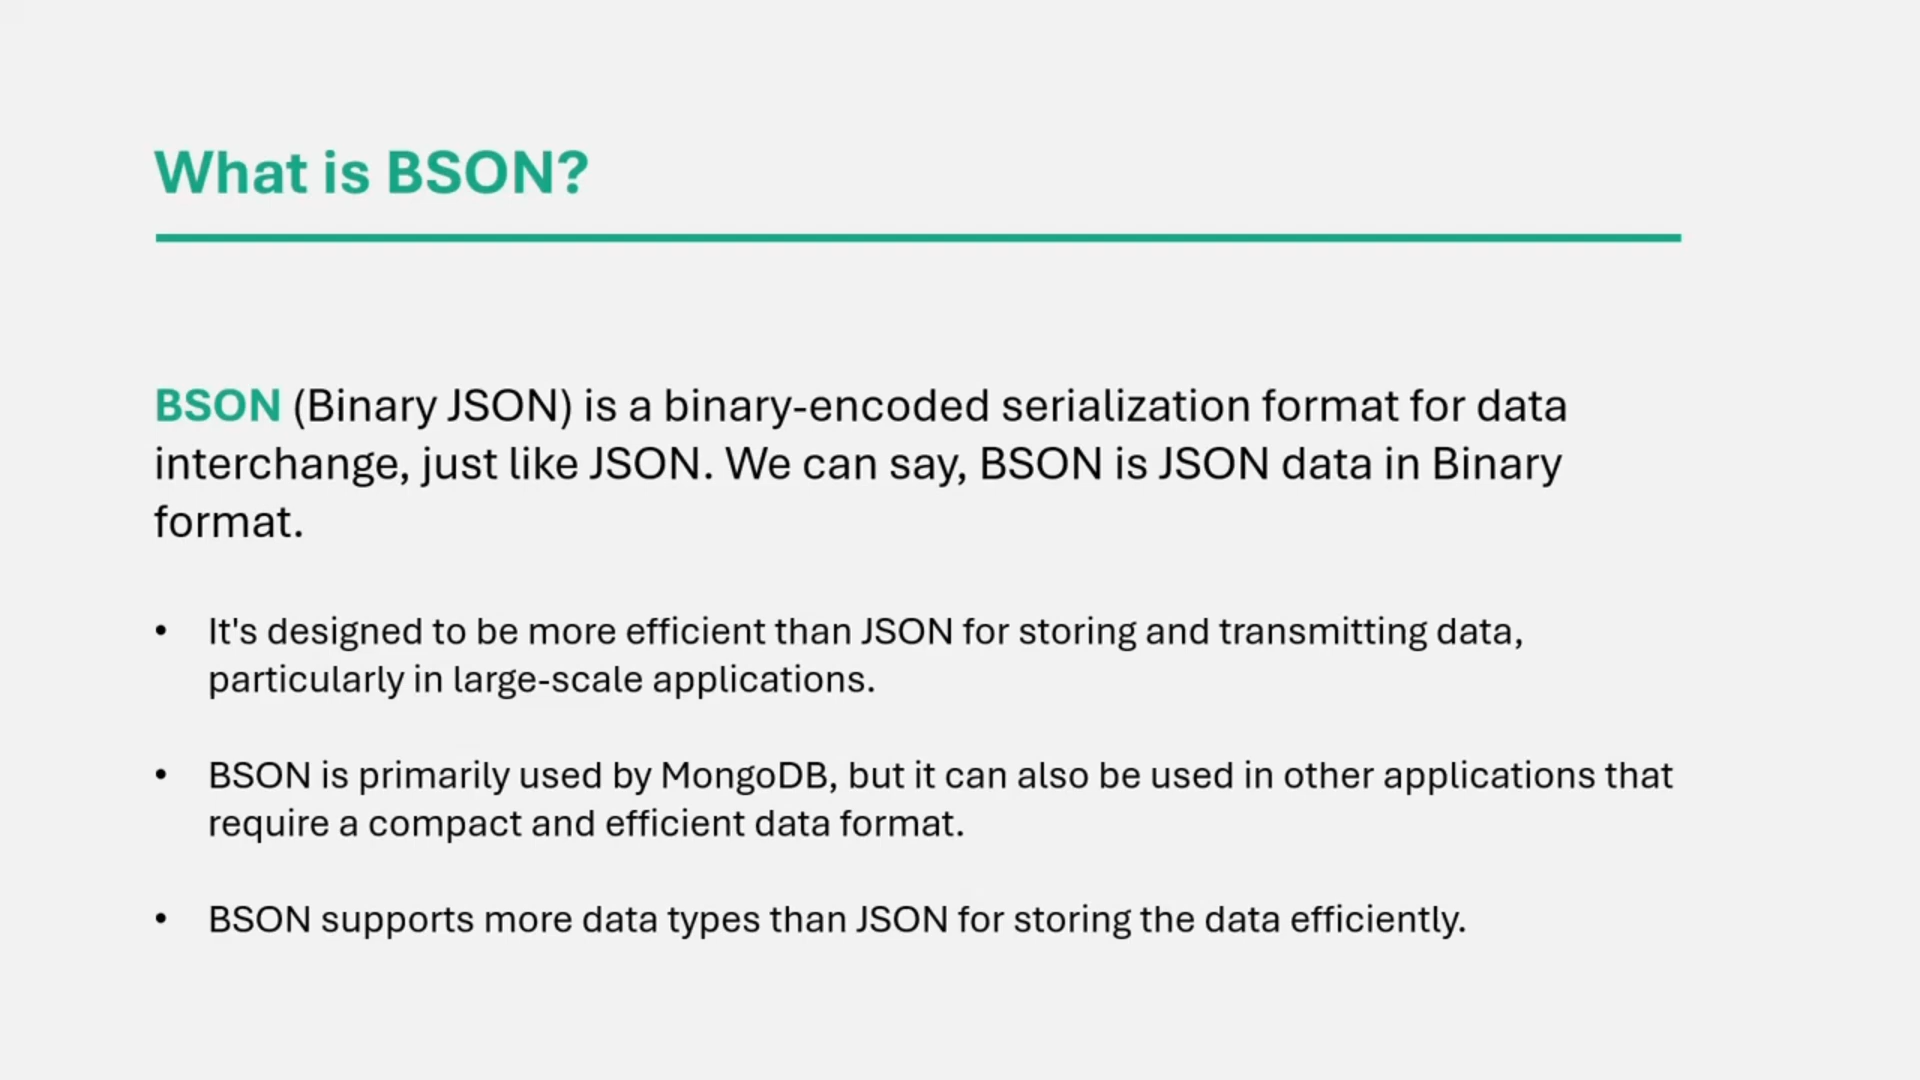 What is BSON?
BSON (Binary JSON) is a binary-encoded serialization format for data
interchange, just like JSON. We can say, BSON is JSON data in Binary
format.
• It's designed to be more efficient than JSON for storing and transmitting data,
particularly in large-scale applications.
• BSON is primarily used by MongoDB, but it can also be used in other applications that
require a compact and efficient data format.
• BSON supports more data types than JSON for storing the data efficiently.